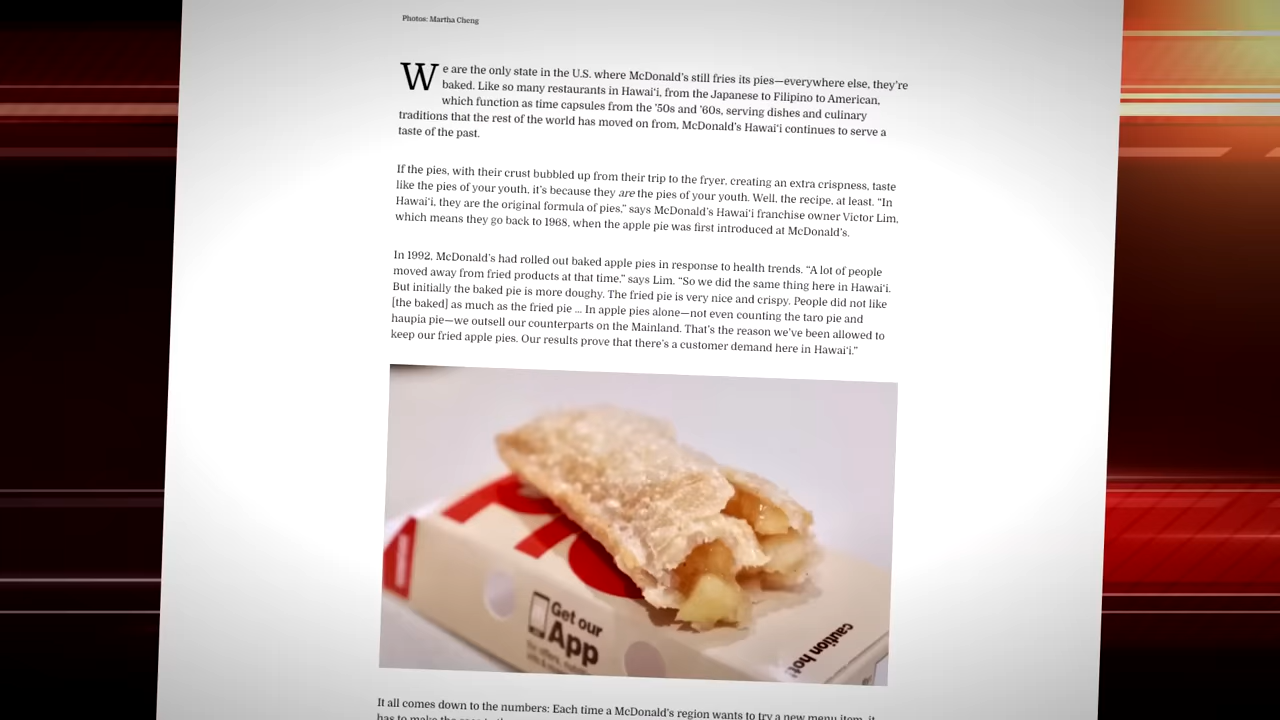 Photos: Martha Cheng
We are the only state in the U.S. where McDonald's still fries its pies—everywhere else, they're
baked. Like so many restaurants in Hawai'i, from the Japanese to Filipino to American,
which function as time capsules from the '50s and '60s, serving dishes and culinary
traditions that the rest of the world has moved on from, McDonald's Hawai'i continues to serve a
taste of the past.
If the pies, with their crust bubbled up from their trip to the fryer, creating an extra crispness, taste
like the pies of your youth, it's because they are the pies of your youth. Well, the recipe, at least. “In
Hawai'i, they are the original formula of pies,” says McDonald's Hawai'i franchise owner Victor Lim,
which means they go back to 1968, when the apple pie was first introduced at McDonald's.
In 1992, McDonald's had rolled out baked apple pies in response to health trends. “A lot of people
moved away from fried products at that time,” says Lim. “So we did the same thing here in Hawai'i.
But initially the baked pie is more doughy. The fried pie is very nice and crispy. People did not like
[the baked] as much as the fried pie ... In apple pies alone—not even counting the taro pie and
haupia pie—we outsell our counterparts on the Mainland. That's the reason we've been allowed to
keep our fried apple pies. Our results prove that there's a customer demand here in Hawai'i.”
Get our
App
caution hot!
It all comes down to the numbers: Each time a McDonald's region wants to try a new menu item, it
has to make the